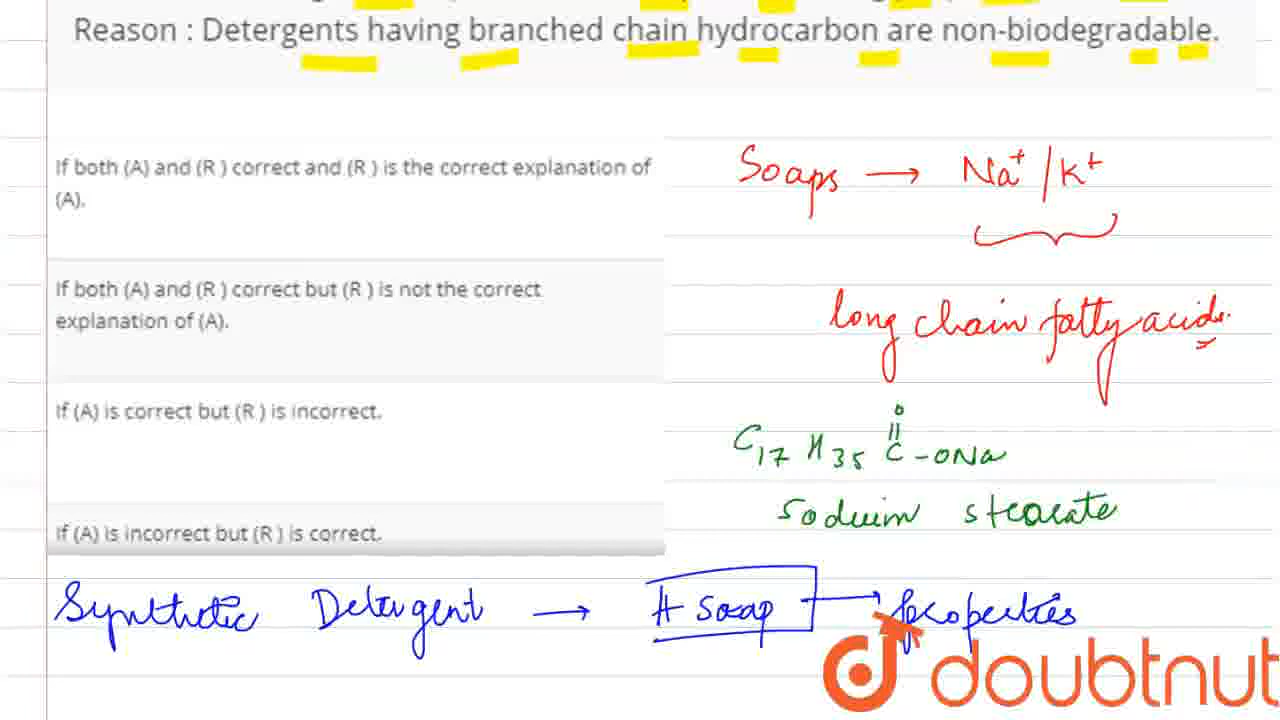 Reason : Detergents having branched chain hydrocarbon are non-biodegradable.
If both (A) and (R ) correct and (R ) is the correct explanation of
(A).
If both (A) and (R ) correct but (R ) is not the correct
explanation of (A).
If (A) is correct but (R ) is incorrect.
If (A) is incorrect but (R ) is correct.
Soaps → Na⁺ / K⁺
long chain fatty acids.
O
||
C₁₇ H₃₅ C -ONa
Sodium stearate
Synthetic Detergent → ≠ Soap → properties
doubtnut